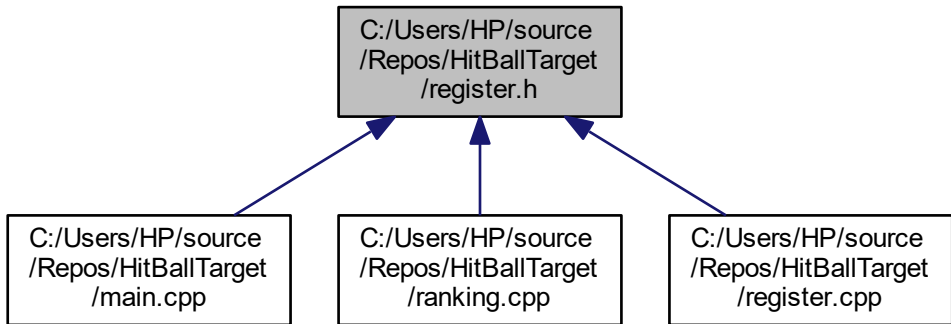 C:/Users/HP/source
/Repos/HitBallTarget
/register.h
C:/Users/HP/source
/Repos/HitBallTarget
/main.cpp
C:/Users/HP/source
/Repos/HitBallTarget
/ranking.cpp
C:/Users/HP/source
/Repos/HitBallTarget
/register.cpp